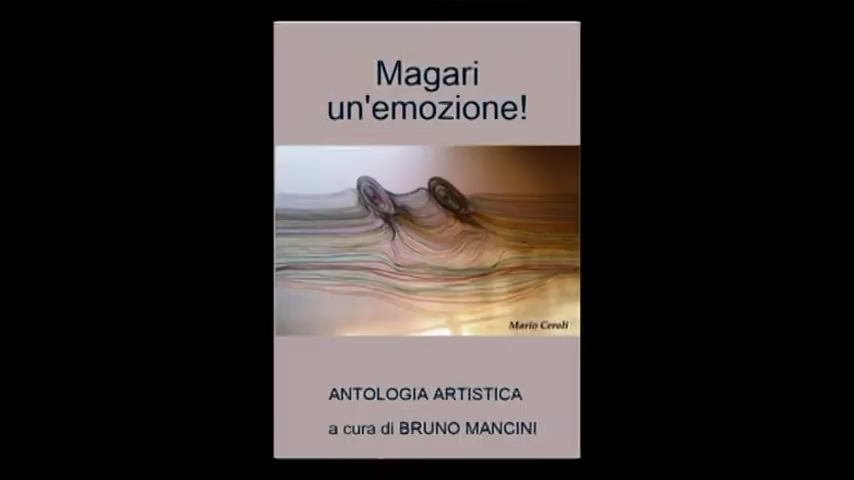 Magari
un'emozione!
Mario Ceroli
ANTOLOGIA ARTISTICA
a cura di BRUNO MANCINI